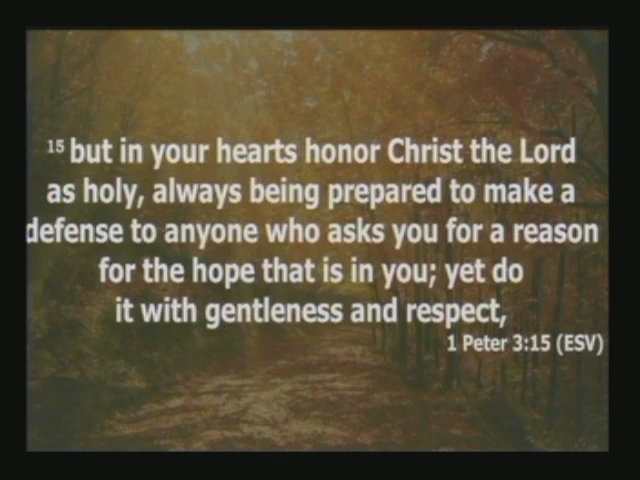 15 but in your hearts honor Christ the Lord
as holy, always being prepared to make a
defense to anyone who asks you for a reason
for the hope that is in you; yet do
it with gentleness and respect,
1 Peter 3:15 (ESV)